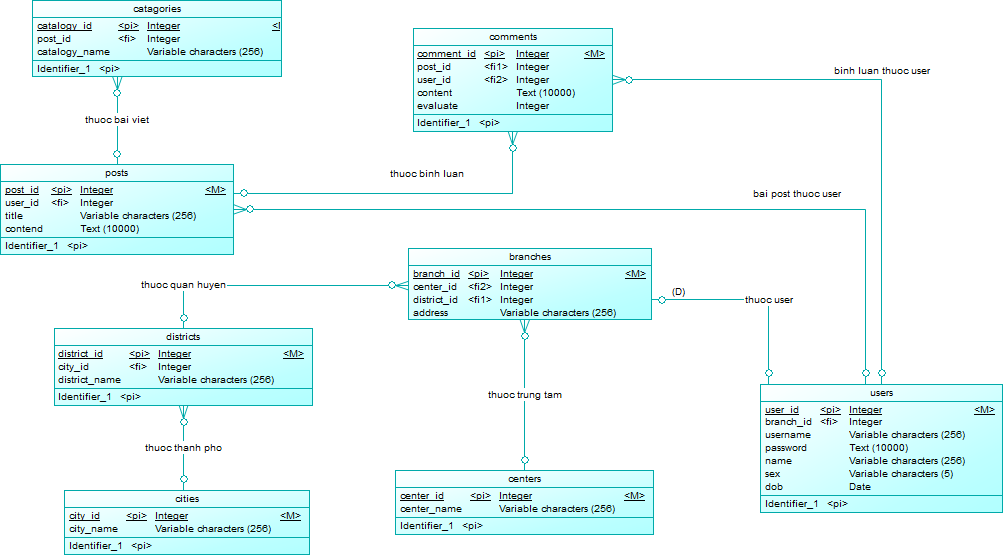 catagories
catalogy_id <pi> Integer
post_id <fi> Integer
catalogy_name Variable characters (256)
Identifier_1 <pi>
comments
comment_id <pi> Integer <M>
post_id <fi1> Integer
user_id <fi2> Integer
content Text (10000)
evaluate Integer
Identifier_1 <pi>
binh luan thuoc user
thuoc bai viet
thuoc binh luan
posts
post_id <pi> Integer <M>
user_id <fi> Integer
title Variable characters (256)
contend Text (10000)
Identifier_1 <pi>
bai post thuoc user
branches
branch_id <pi> Integer <M>
center_id <fi2> Integer
district_id <fi1> Integer
address Variable characters (256)
thuoc quan huyen
(D)
thuoc user
districts
district_id <pi> Integer <M>
city_id <fi> Integer
district_name Variable characters (256)
Identifier_1 <pi>
thuoc trung tam
users
user_id <pi> Integer <M>
branch_id <fi> Integer
username Variable characters (256)
password Text (10000)
name Variable characters (256)
sex Variable characters (5)
dob Date
Identifier_1 <pi>
thuoc thanh pho
centers
center_id <pi> Integer <M>
center_name Variable characters (256)
Identifier_1 <pi>
cities
city_id <pi> Integer <M>
city_name Variable characters (256)
Identifier_1 <pi>